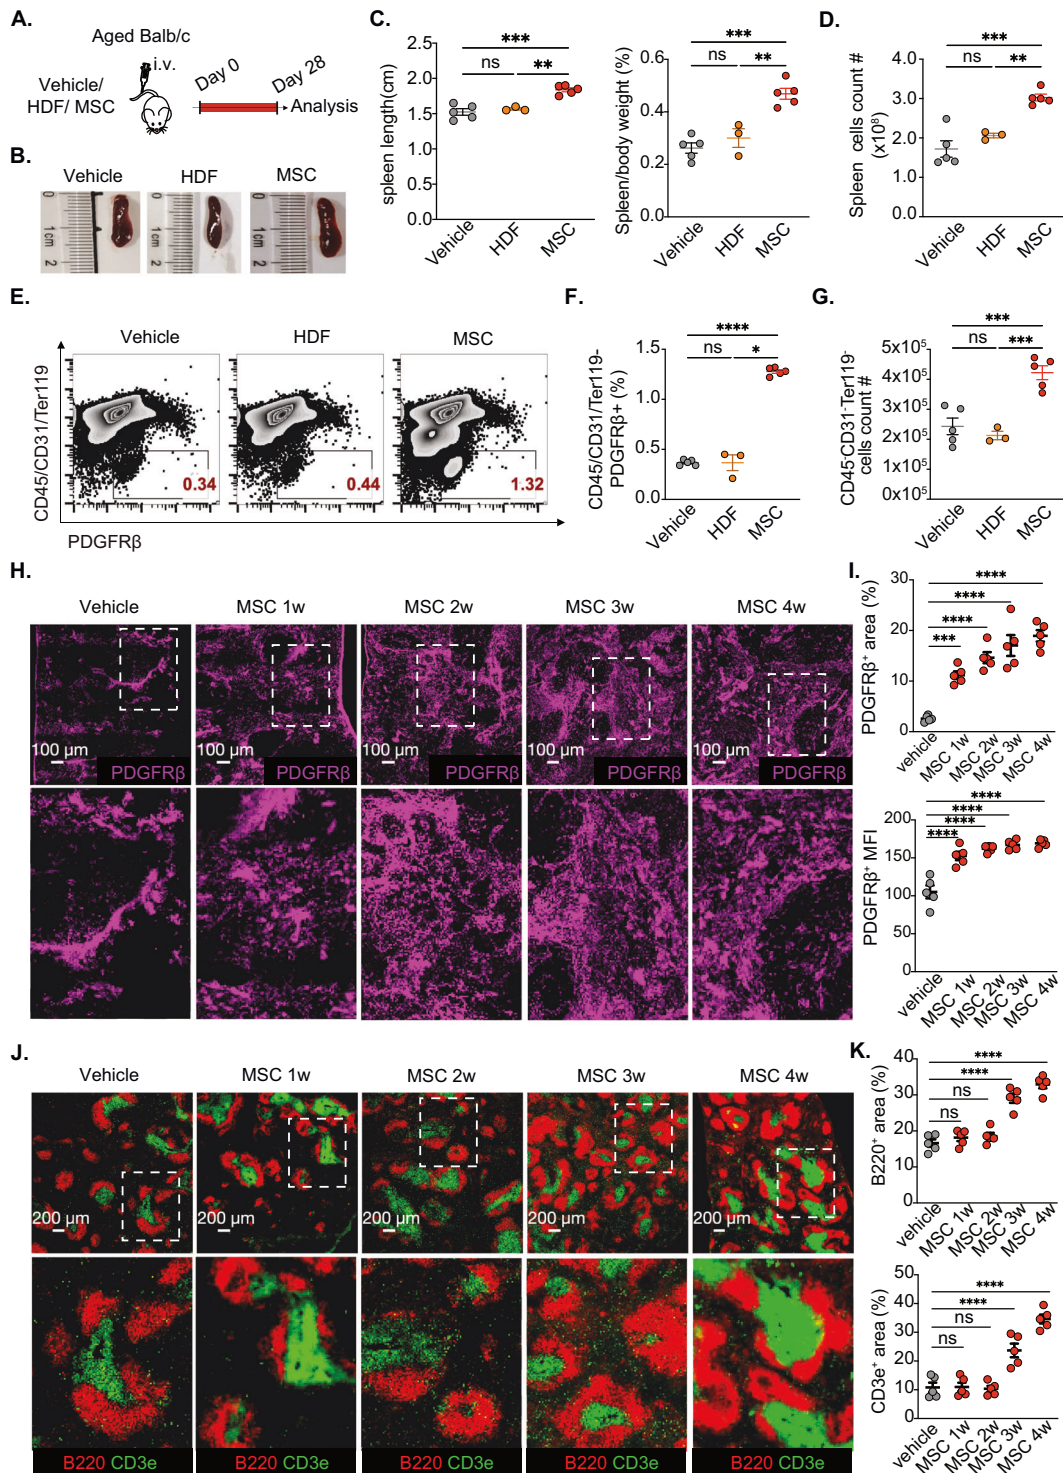 A.
Aged Balb/c
i.v.
Vehicle/
HDF/ MSC
Day 0
Day 28
Analysis
B.
Vehicle
HDF
MSC
0
1
cm
2
0
1
cm
2
0
1
cm
2
C.
spleen length(cm)
2.5
2.0
1.5
1.0
0.5
0.0
***
ns
**
Vehicle
HDF
MSC
Spleen/body weight (%)
0.6
0.4
0.2
0.0
***
ns
**
Vehicle
HDF
MSC
D.
Spleen cells count #
(x10⁸)
4.0
3.0
2.0
1.0
0.0
***
ns
**
Vehicle
HDF
MSC
E.
Vehicle
HDF
MSC
CD45/CD31/Ter119
0.34
0.44
1.32
PDGFRβ
F.
CD45/CD31/Ter119-
PDGFRβ+ (%)
1.5
1.0
0.5
0.0
****
ns
*
Vehicle
HDF
MSC
G.
CD45⁻CD31⁻Ter119⁻
cells count #
5x10⁵
4x10⁵
3x10⁵
2x10⁵
1x10⁵
0x10⁵
***
ns
***
Vehicle
HDF
MSC
H.
Vehicle
MSC 1w
MSC 2w
MSC 3w
MSC 4w
100 µm
PDGFRβ
100 µm
PDGFRβ
100 µm
PDGFRβ
100 µm
PDGFRβ
100 µm
PDGFRβ
I.
PDGFRβ⁺ area (%)
30
20
10
0
****
****
****
***
vehicle
MSC 1w
MSC 2w
MSC 3w
MSC 4w
PDGFRβ⁺ MFI
200
150
100
50
0
****
****
****
****
vehicle
MSC 1w
MSC 2w
MSC 3w
MSC 4w
J.
Vehicle
MSC 1w
MSC 2w
MSC 3w
MSC 4w
200 µm
200 µm
200 µm
200 µm
200 µm
B220 CD3e
B220 CD3e
B220 CD3e
B220 CD3e
B220 CD3e
K.
B220⁺ area (%)
40
30
20
10
0
****
****
ns
ns
vehicle
MSC 1w
MSC 2w
MSC 3w
MSC 4w
CD3e⁺ area (%)
50
40
30
20
10
0
****
****
ns
ns
vehicle
MSC 1w
MSC 2w
MSC 3w
MSC 4w